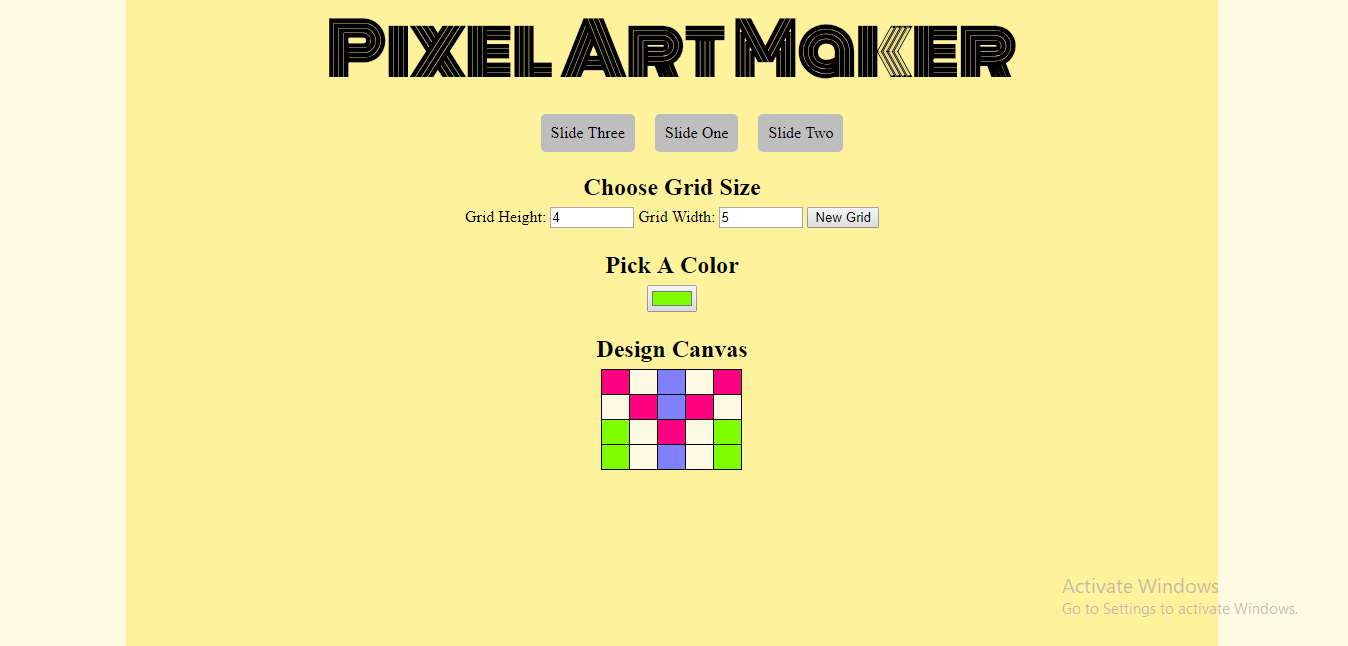 Pixel Art Maker
Slide Three Slide One Slide Two
Choose Grid Size
Grid Height: 4 Grid Width: 5 New Grid
Pick A Color
Design Canvas
Activate Windows
Go to Settings to activate Windows.